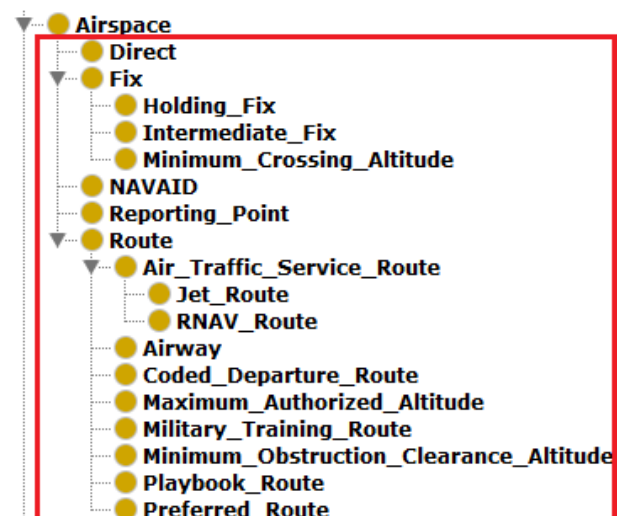 Airspace
Direct
Fix
Holding_Fix
Intermediate_Fix
Minimum_Crossing_Altitude
NAVAID
Reporting_Point
Route
Air_Traffic_Service_Route
Jet_Route
RNAV_Route
Airway
Coded_Departure_Route
Maximum_Authorized_Altitude
Military_Training_Route
Minimum_Obstruction_Clearance_Altitude
Playbook_Route
Preferred_Route